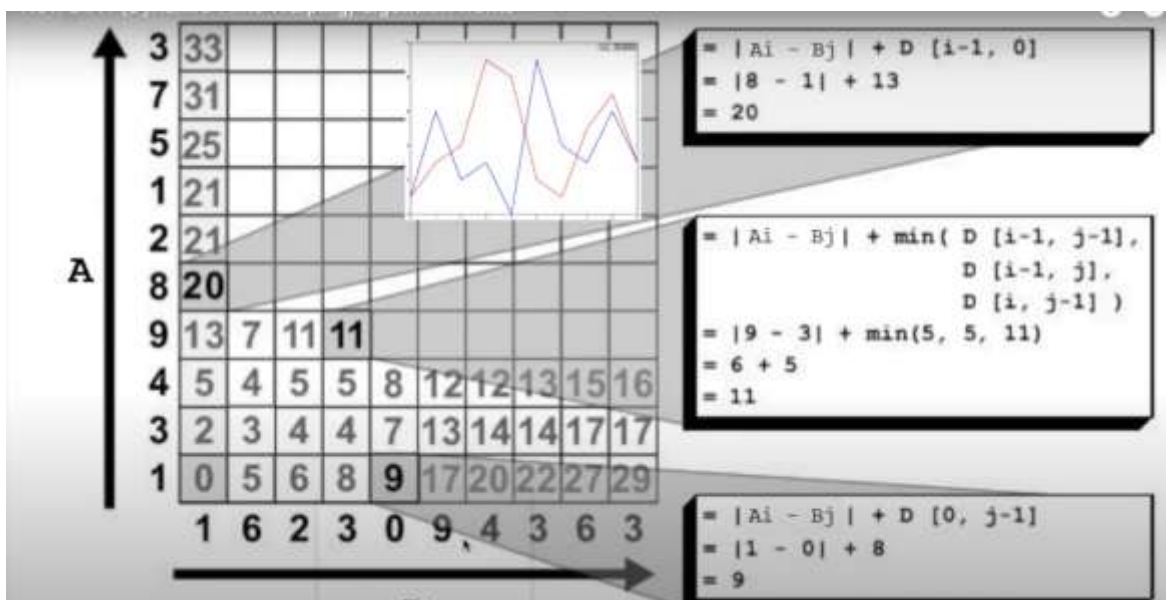 3 33
7 31
5 25
1 21
2 21
8 20
9 13 7 11 11
4 5 4 5 5 8 12 12 13 15 16
3 2 3 4 4 7 13 14 14 17 17
1 0 5 6 8 9 17 20 22 27 29
1 6 2 3 0 9 4 3 6 3
A
= |Ai - Bj| + D [i-1, 0]
= |8 - 1| + 13
= 20
= |Ai - Bj| + min( D [i-1, j-1],
D [i-1, j],
D [i, j-1] )
= |9 - 3| + min(5, 5, 11)
= 6 + 5
= 11
= |Ai - Bj| + D [0, j-1]
= |1 - 0| + 8
= 9